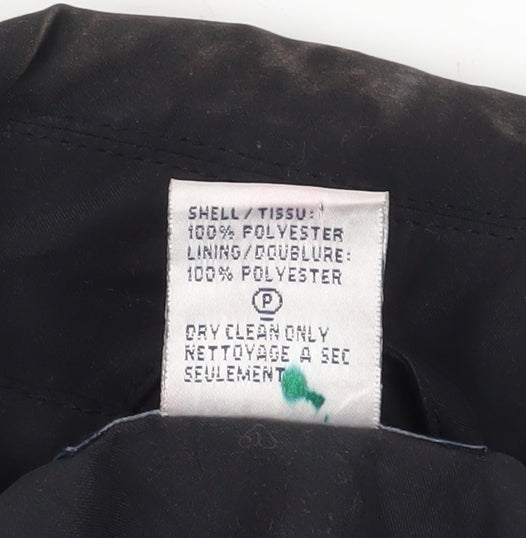 SHELL/TISSU:
100% POLYESTER
LINING/DOUBLURE:
100% POLYESTER
P
DRY CLEAN ONLY
NETTOYAGE A SEC
SEULEMENT